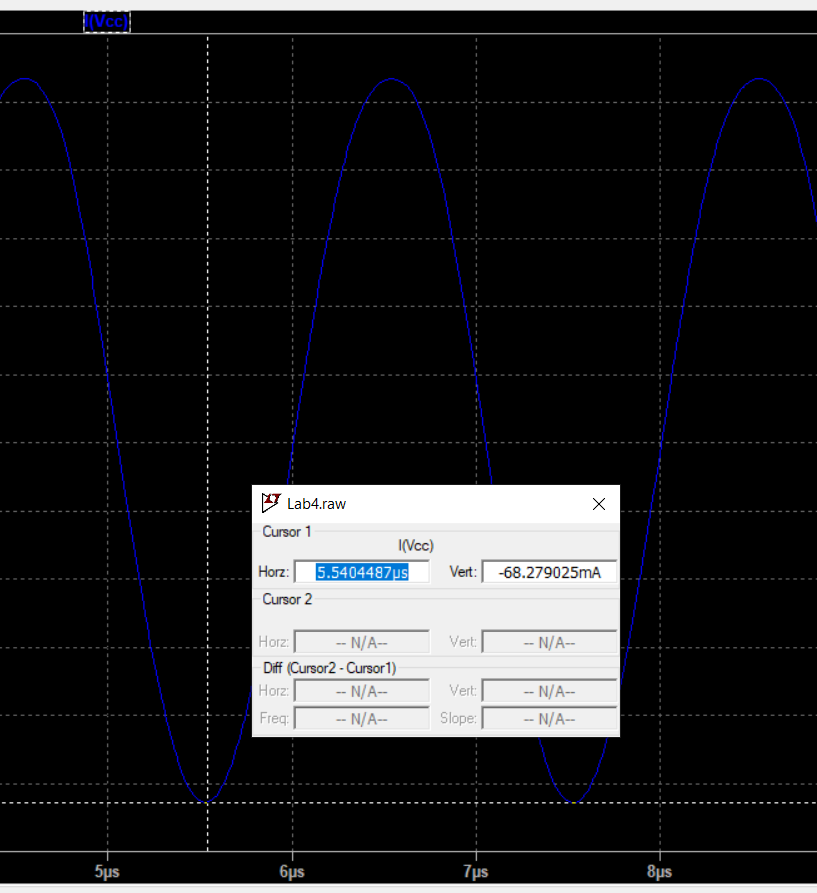 I(Vcc)
Lab4.raw
Cursor 1
I(Vcc)
Horz: 5.5404487µs Vert: -68.279025mA
Cursor 2
Horz: -- N/A-- Vert: -- N/A--
Diff (Cursor2 - Cursor1)
Horz: -- N/A-- Vert: -- N/A--
Freq: -- N/A-- Slope: -- N/A--
5µs 6µs 7µs 8µs